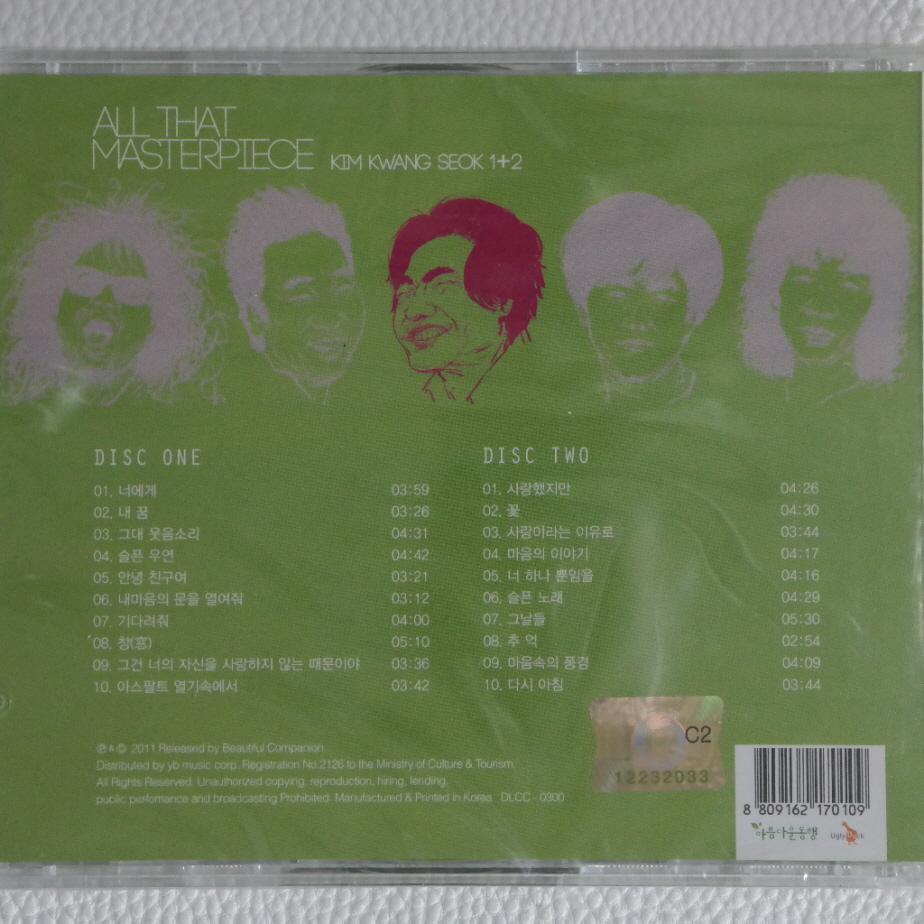 ALL THAT
MASTERPIECE KIM KWANG SEOK 1+2
DISC ONE
01. 너에게 03:59
02. 내 꿈 03:26
03. 그대 웃음소리 04:31
04. 슬픈 우연 04:42
05. 안녕 친구여 03:21
06. 내마음의 문을 열여줘 03:12
07. 기다려줘 04:00
08. 창(窓) 05:10
09. 그건 너의 자신을 사랑하지 않는 때문이야 03:36
10. 아스팔트 열기속에서 03:42
DISC TWO
01. 사랑했지만 04:26
02. 꽃 04:30
03. 사랑이라는 이유로 03:44
04. 마음의 이야기 04:17
05. 너 하나 뿐임을 04:16
06. 슬픈 노래 04:29
07. 그날들 05:30
08. 추 억 02:54
09. 마음속의 풍경 04:09
10. 다시 아침 03:44
℗ & © 2011 Released by Beautiful Companion.
Distributed by yb music corp. Registration No.2126 to the Ministry of Culture & Tourism.
All Rights Reserved. Unauthorized copying, reproduction, hiring, lending,
public performance and broadcasting Prohibited. Manufactured & Printed in Korea. DLCC - 0300
C2
12232033
8 809162 170109
아름다운동행
Ugly Duck